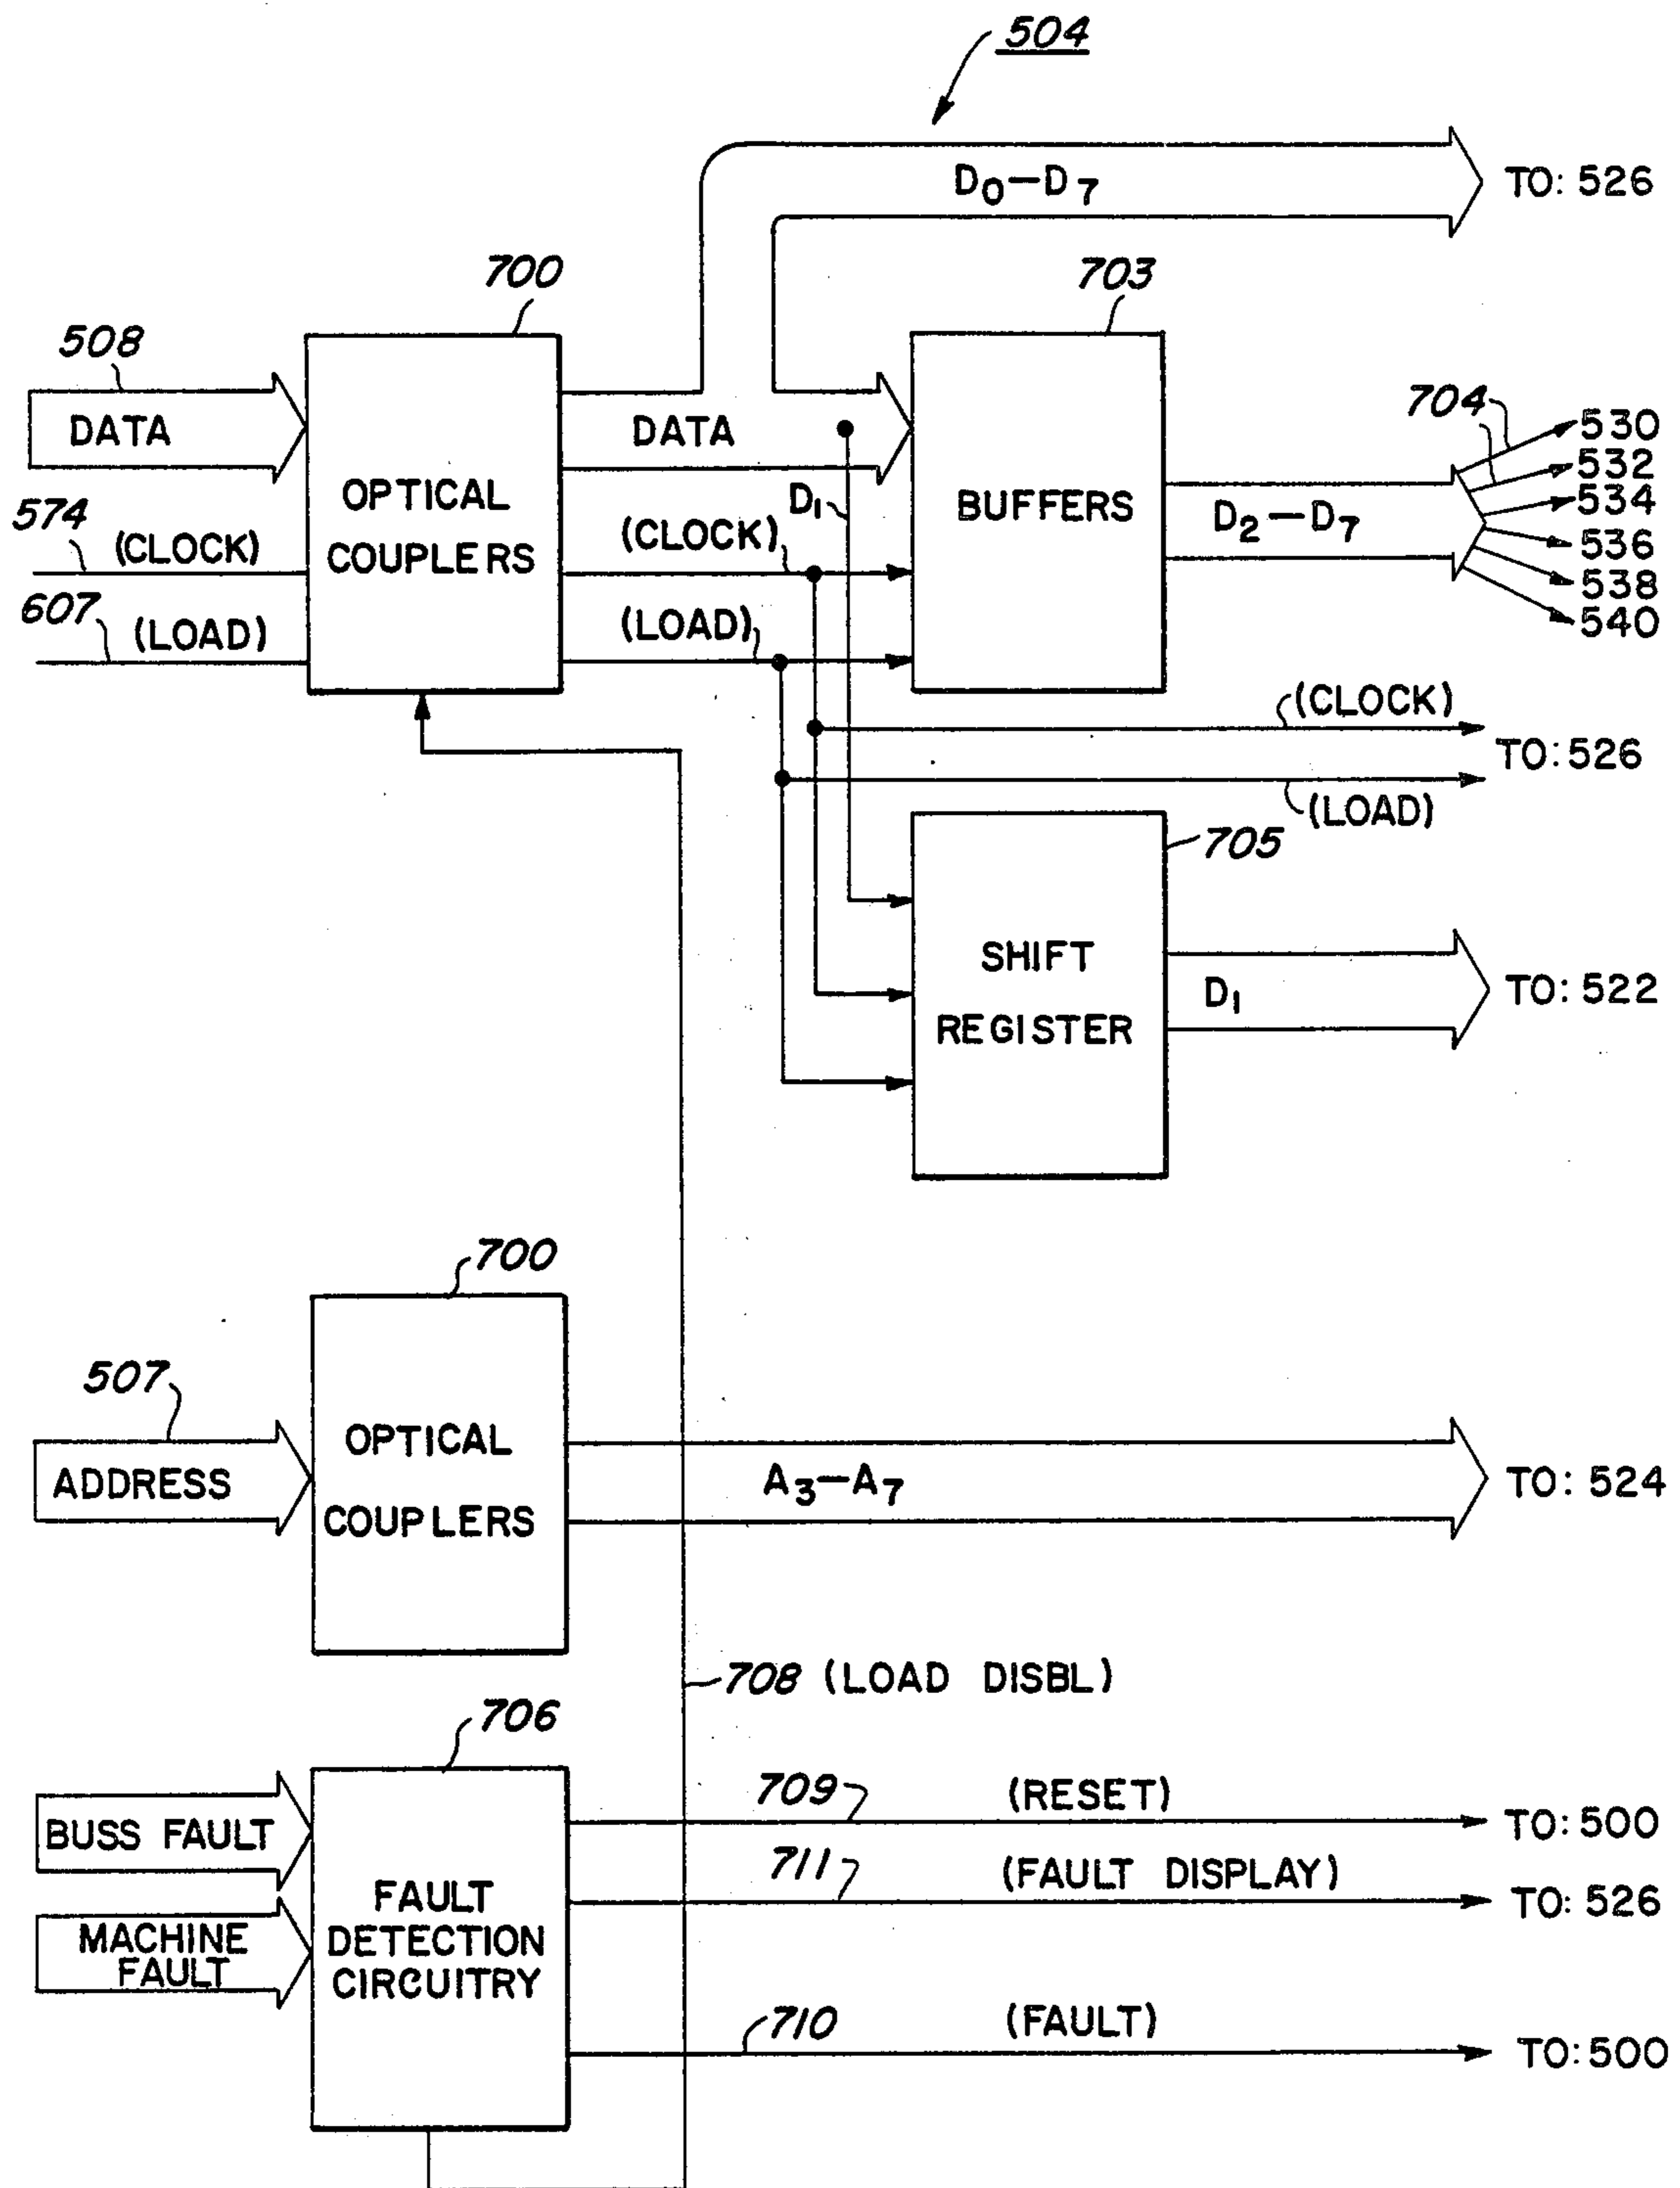 504
D0–D7
TO: 526
700
703
508
DATA
OPTICAL
COUPLERS
DATA
D1
BUFFERS
D2–D7
704
530
532
534
536
538
540
574
(CLOCK)
(CLOCK)
607
(LOAD)
(LOAD)
(CLOCK)
TO: 526
(LOAD)
705
SHIFT
REGISTER
D1
TO: 522
700
507
ADDRESS
OPTICAL
COUPLERS
A3–A7
TO: 524
708 (LOAD DISBL)
706
BUSS FAULT
MACHINE
FAULT
FAULT
DETECTION
CIRCUITRY
709
(RESET)
TO: 500
711
(FAULT DISPLAY)
TO: 526
710
(FAULT)
TO: 500